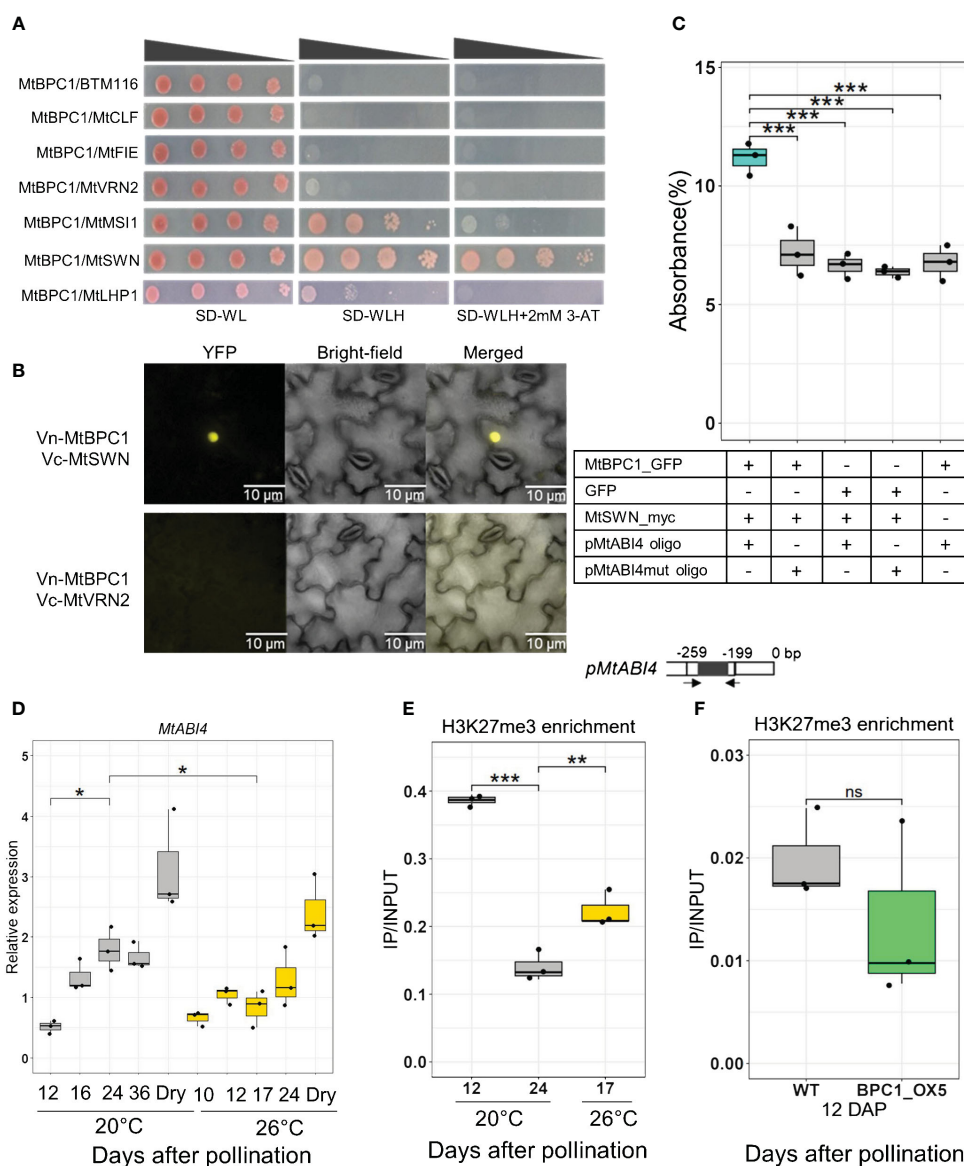 A
MtBPC1/BTM116
MtBPC1/MtCLF
MtBPC1/MtFIE
MtBPC1/MtVRN2
MtBPC1/MtMSI1
MtBPC1/MtSWN
MtBPC1/MtLHP1
SD-WL SD-WLH SD-WLH+2mM 3-AT
B
YFP Bright-field Merged
Vn-MtBPC1
Vc-MtSWN
10 µm 10 µm 10 µm
Vn-MtBPC1
Vc-MtVRN2
10 µm 10 µm 10 µm
C
Absorbance(%)
15
10
5
0
***
***
***
***
MtBPC1_GFP + + - - +
GFP - - + + -
MtSWN_myc + + + + -
pMtABI4 oligo + - + - +
pMtABI4mut oligo - + - + -
-259 -199 0 bp
pMtABI4
D
MtABI4
Relative expression
5
4
3
2
1
0
*
*
12 16 24 36 Dry 10 12 17 24 Dry
20°C 26°C
Days after pollination
E
H3K27me3 enrichment
IP/INPUT
0.4
0.3
0.2
0.1
0.0
***
**
12 24 17
20°C 26°C
Days after pollination
F
H3K27me3 enrichment
IP/INPUT
0.03
0.02
0.01
0.00
ns
WT BPC1_OX5
12 DAP
Days after pollination